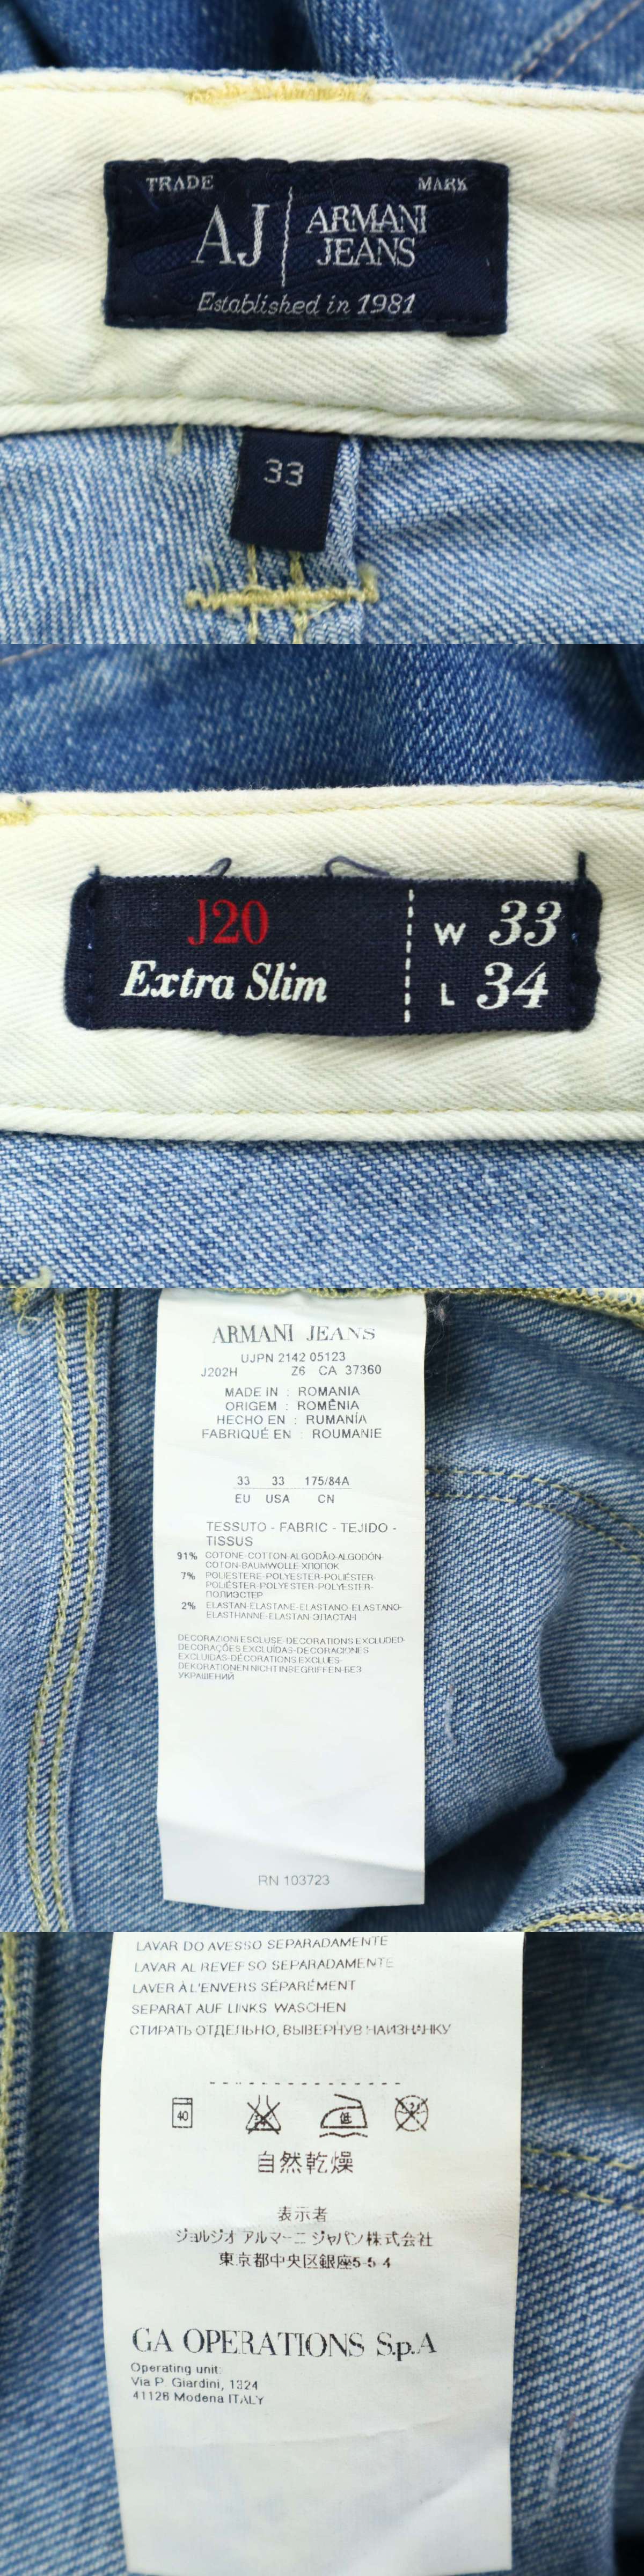 TRADE MARK
AJ ARMANI
JEANS
Established in 1981
33
J20
Extra Slim
W 33
L 34
ARMANI JEANS
UJPN 2142 05123
J202H Z6 CA 37360
MADE IN : ROMANIA
ORIGEM : ROMÊNIA
HECHO EN : RUMANÍA
FABRIQUÉ EN : ROUMANIE
33 33 175/84A
EU USA CN
TESSUTO - FABRIC - TEJIDO -
TISSUS
91% COTONE-COTTON-ALGODÃO-ALGODÓN-
COTON-BAUMWOLLE-ХЛОПОК
7% POLIESTERE-POLYESTER-POLIÉSTER-
POLIÉSTER-POLYESTER-POLYESTER-
ПОЛИЭСТЕР
2% ELASTAN-ELASTANE-ELASTANO-ELASTANO-
ELASTHANNE-ELASTAN-ЭЛАСТАН
DECORAZIONI ESCLUSE-DECORATIONS EXCLUDED-
DECORAÇÕES EXCLUÍDAS-DECORACIONES
EXCLUIDAS-DÉCORATIONS EXCLUES-
DEKORATIONEN NICHT INBEGRIFFEN-БЕЗ
УКРАШЕНИЙ
RN 103723
LAVAR DO AVESSO SEPARADAMENTE
LAVAR AL REVERSO SEPARADAMENTE
LAVER À L'ENVERS SÉPARÉMENT
SEPARAT AUF LINKS WASCHEN
СТИРАТЬ ОТДЕЛЬНО, ВЫВЕРНУВ НАИЗНАНКУ
40 低
自然乾燥
表示者
ジョルジオ アルマーニ ジャパン株式会社
東京都中央区銀座5-5-4
GA OPERATIONS S.p.A
Operating unit:
Via P. Giardini, 1324
41126 Modena ITALY